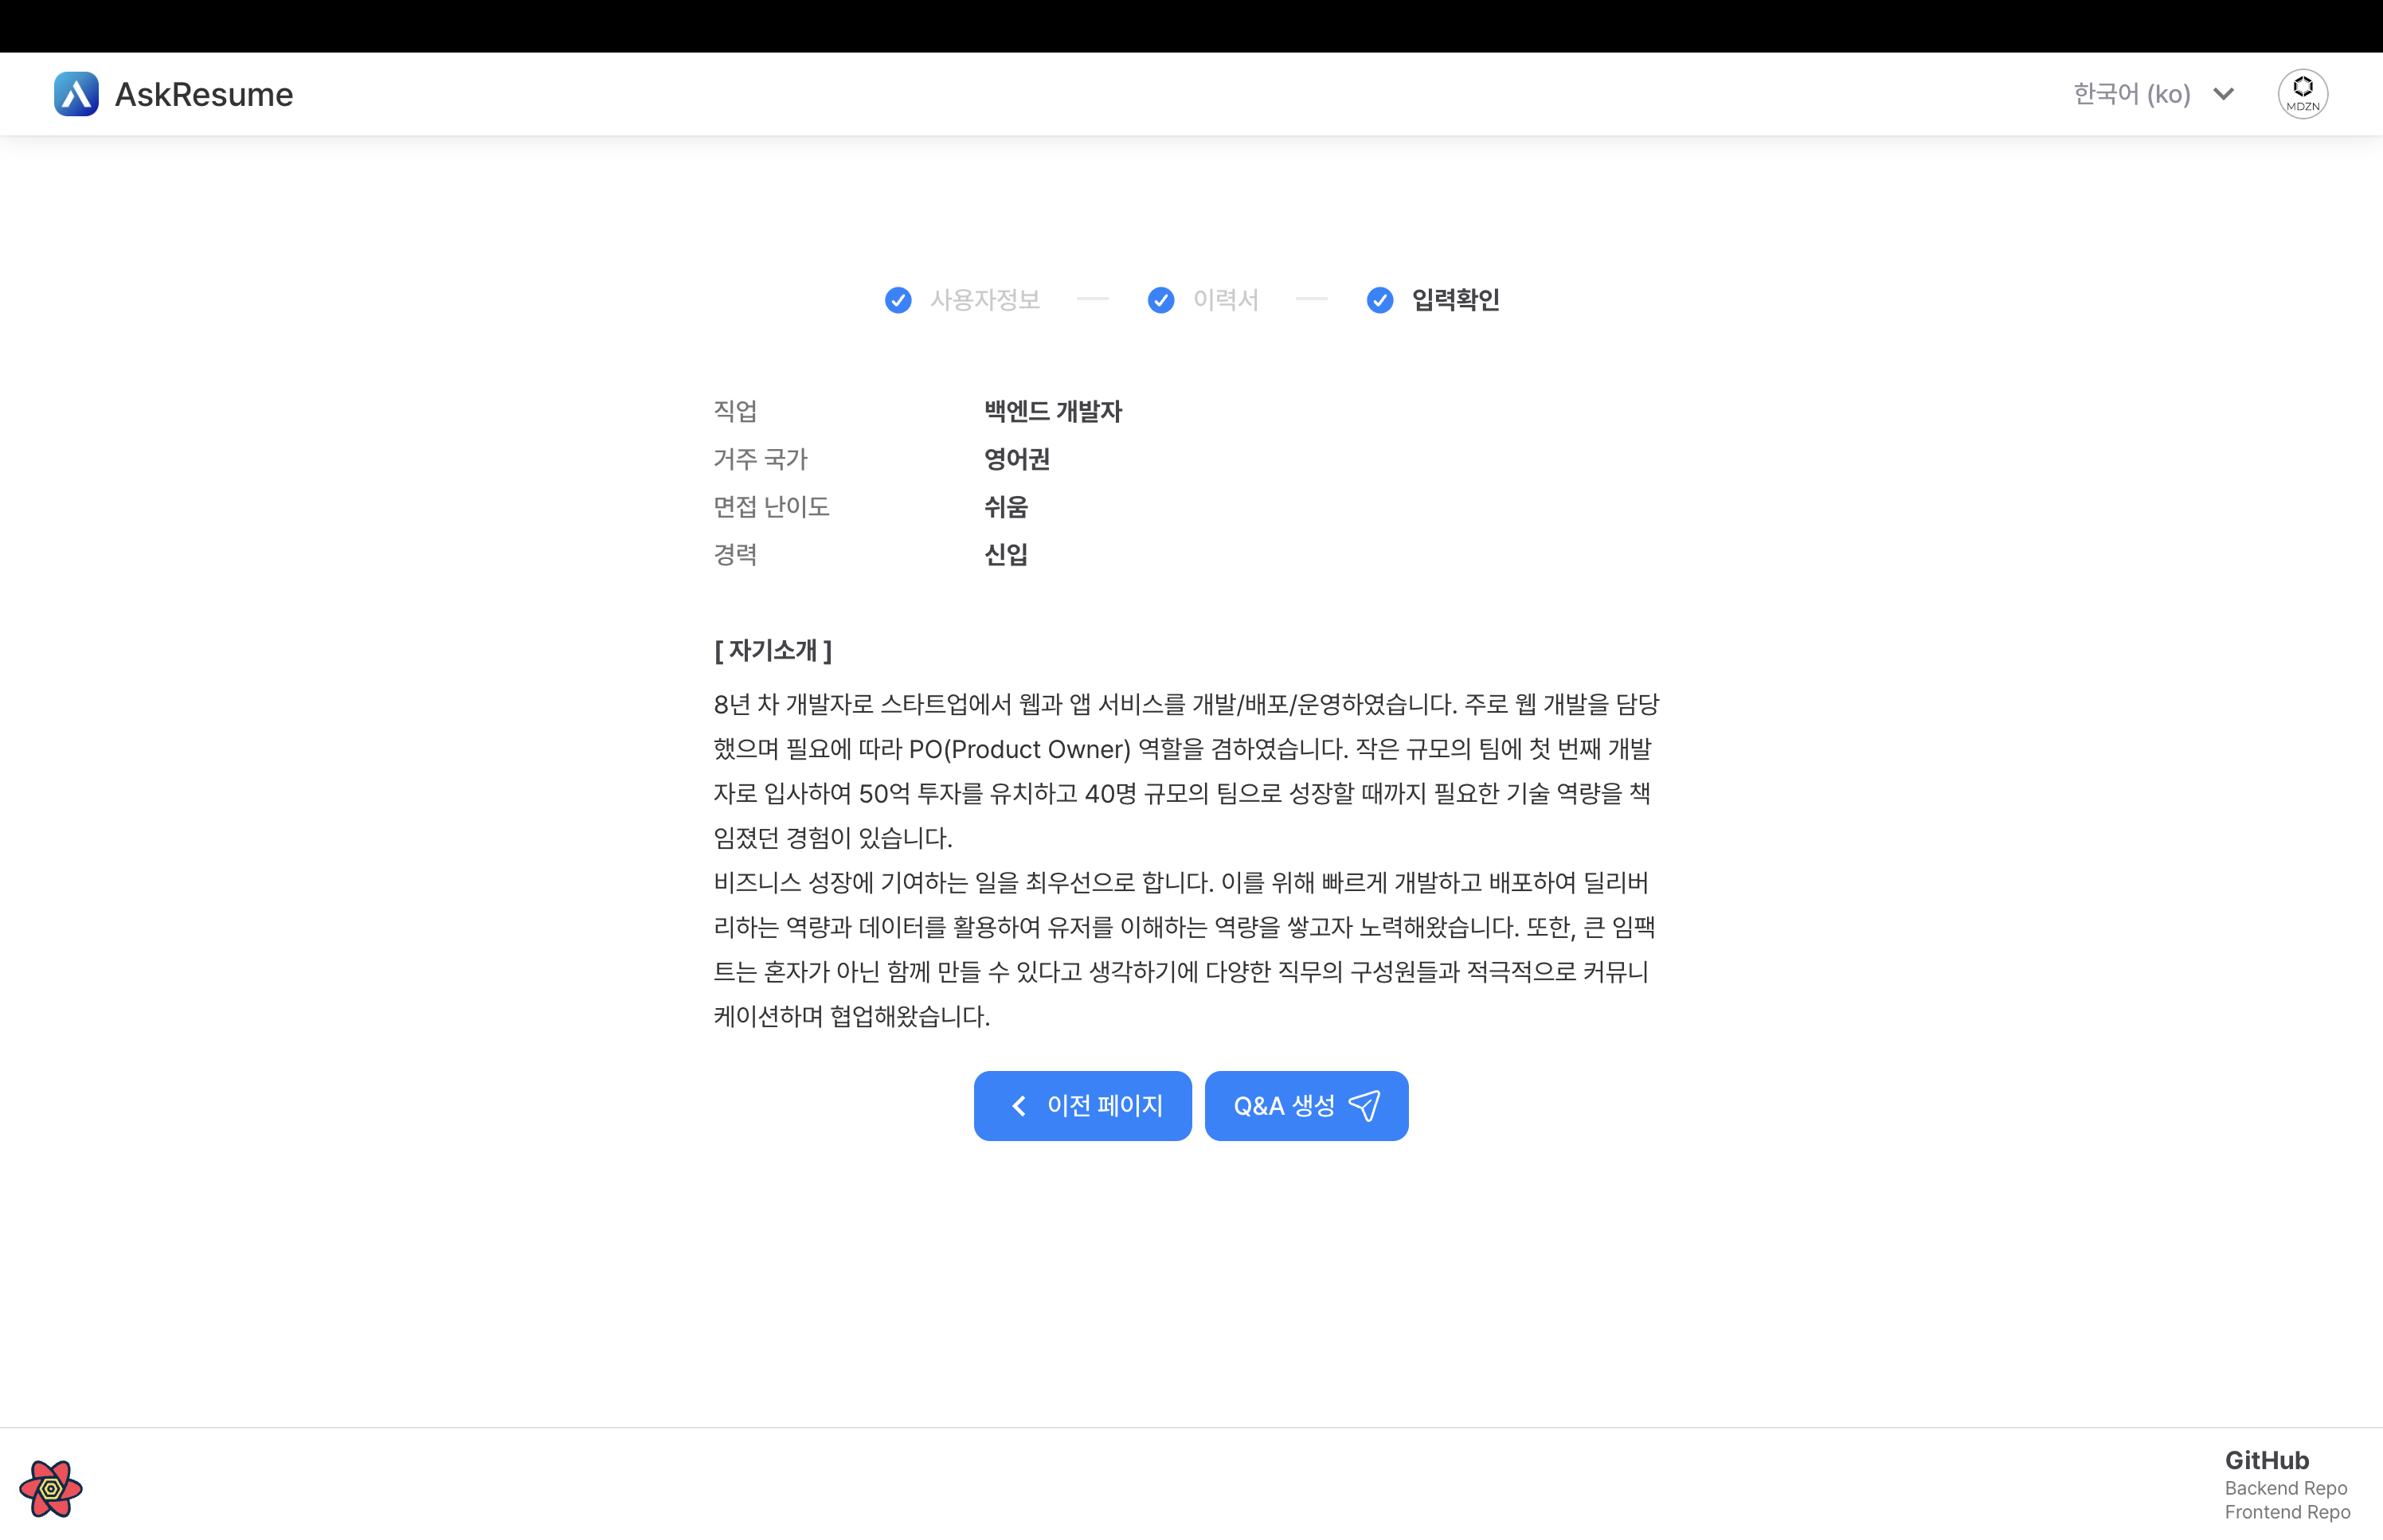 AskResume
한국어 (ko)
MDZN
사용자정보
이력서
입력확인
직업 백엔드 개발자
거주 국가 영어권
면접 난이도 쉬움
경력 신입
[ 자기소개 ]
8년 차 개발자로 스타트업에서 웹과 앱 서비스를 개발/배포/운영하였습니다. 주로 웹 개발을 담당
했으며 필요에 따라 PO(Product Owner) 역할을 겸하였습니다. 작은 규모의 팀에 첫 번째 개발
자로 입사하여 50억 투자를 유치하고 40명 규모의 팀으로 성장할 때까지 필요한 기술 역량을 책
임졌던 경험이 있습니다.
비즈니스 성장에 기여하는 일을 최우선으로 합니다. 이를 위해 빠르게 개발하고 배포하여 딜리버
리하는 역량과 데이터를 활용하여 유저를 이해하는 역량을 쌓고자 노력해왔습니다. 또한, 큰 임팩
트는 혼자가 아닌 함께 만들 수 있다고 생각하기에 다양한 직무의 구성원들과 적극적으로 커뮤니
케이션하며 협업해왔습니다.
이전 페이지
Q&A 생성
GitHub
Backend Repo
Frontend Repo